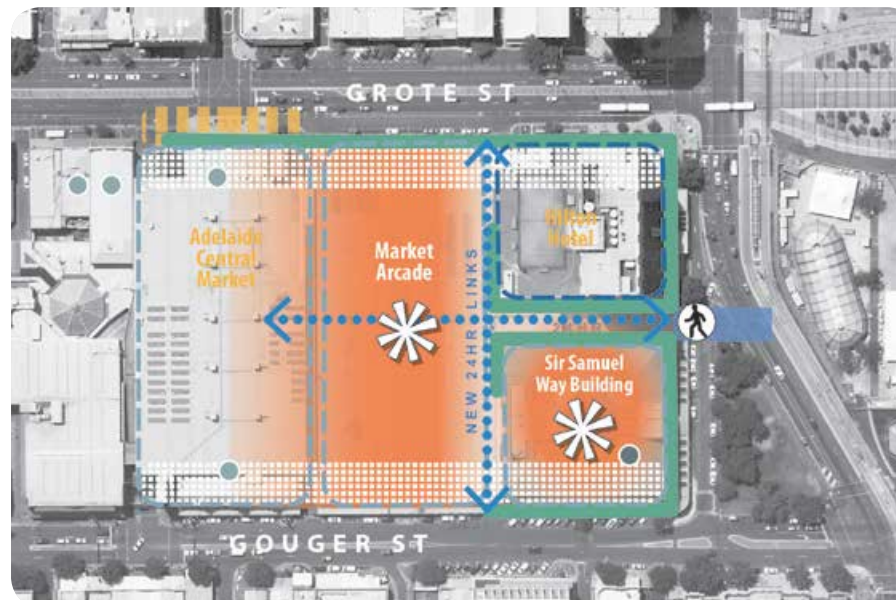 GROTE ST
Adelaide
Central
Market
Market
Arcade
Hilton
Hotel
NEW 24HR LINKS
Sir Samuel
Way Building
GOUGER ST